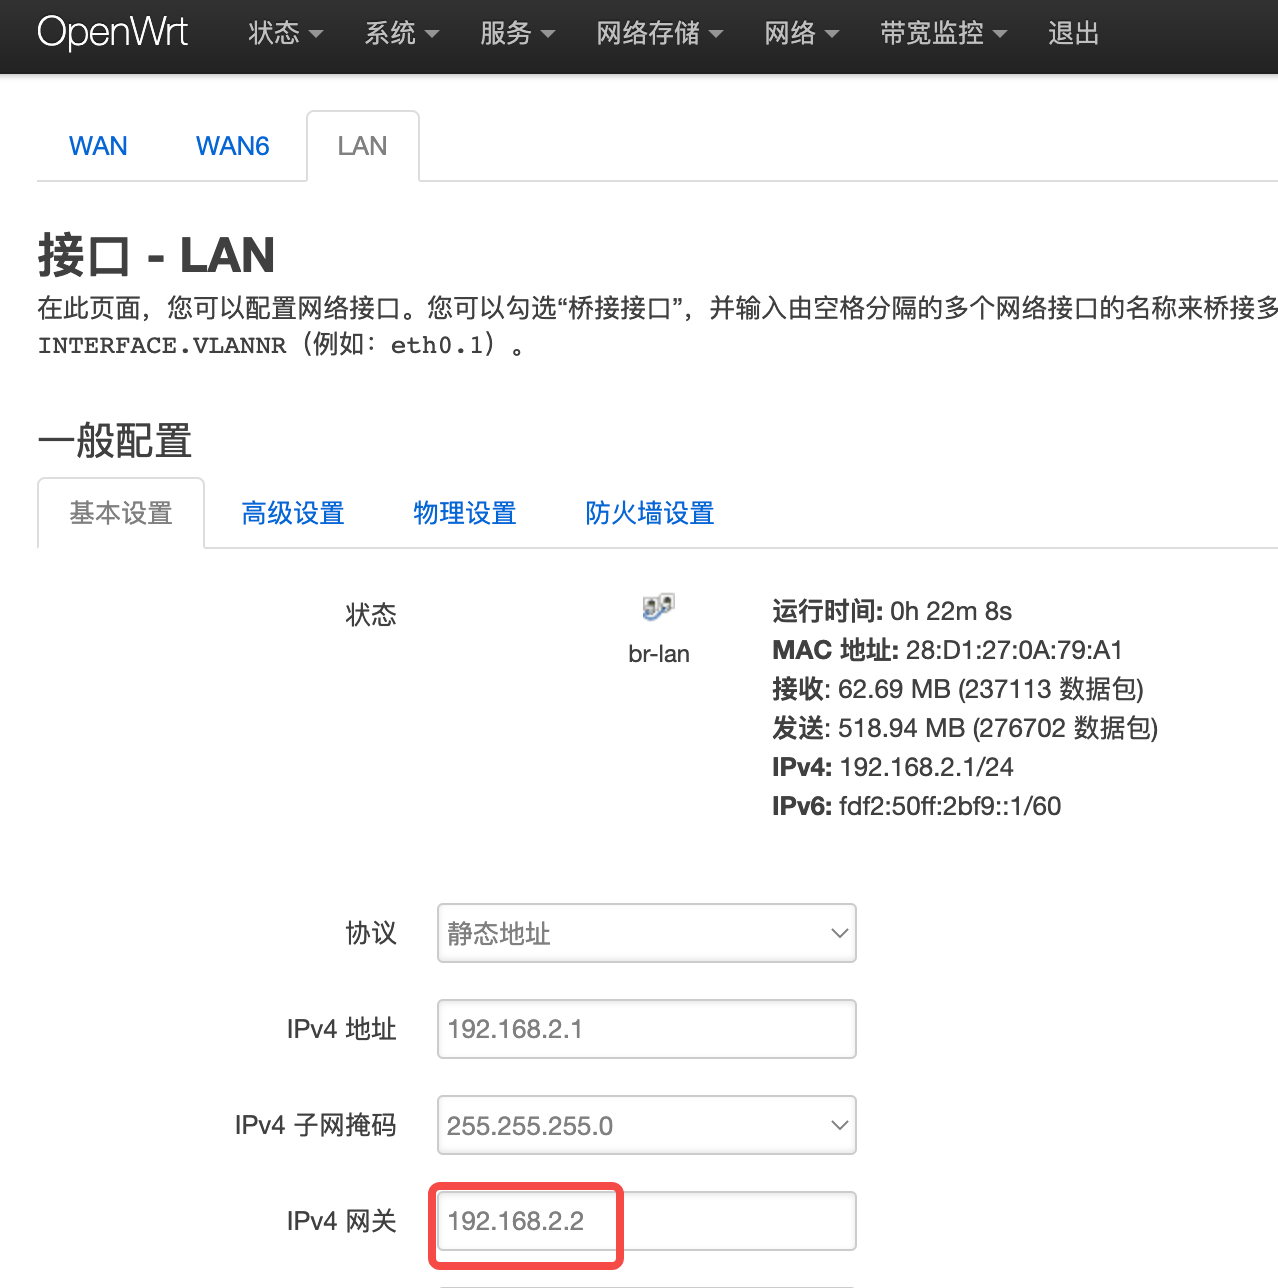 OpenWrt 状态 系统 服务 网络存储 网络 带宽监控 退出
WAN WAN6 LAN
接口 - LAN
在此页面，您可以配置网络接口。您可以勾选“桥接接口”，并输入由空格分隔的多个网络接口的名称来桥接多
INTERFACE.VLANNR（例如：eth0.1）。
一般配置
基本设置 高级设置 物理设置 防火墙设置
状态
br-lan
运行时间: 0h 22m 8s
MAC 地址: 28:D1:27:0A:79:A1
接收: 62.69 MB (237113 数据包)
发送: 518.94 MB (276702 数据包)
IPv4: 192.168.2.1/24
IPv6: fdf2:50ff:2bf9::1/60
协议 静态地址
IPv4 地址 192.168.2.1
IPv4 子网掩码 255.255.255.0
IPv4 网关 192.168.2.2